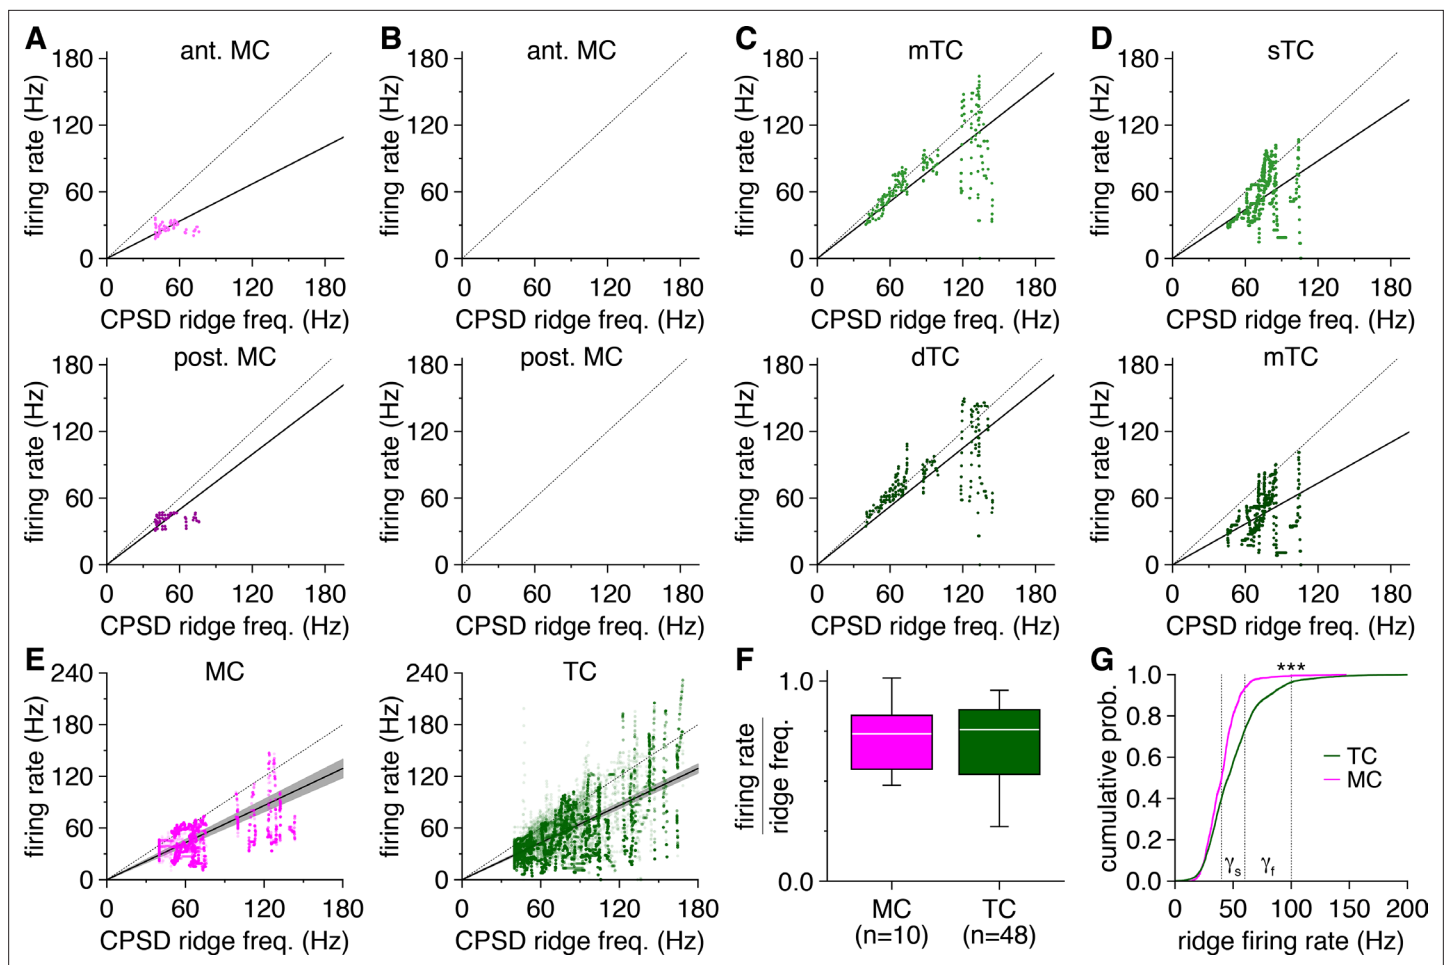 A
ant. MC
firing rate (Hz)
180
120
60
0
0 60 120 180
CPSD ridge freq. (Hz)
post. MC
firing rate (Hz)
180
120
60
0
0 60 120 180
CPSD ridge freq. (Hz)
B
ant. MC
firing rate (Hz)
180
120
60
0
0 60 120 180
CPSD ridge freq. (Hz)
post. MC
firing rate (Hz)
180
120
60
0
0 60 120 180
CPSD ridge freq. (Hz)
C
mTC
firing rate (Hz)
180
120
60
0
0 60 120 180
CPSD ridge freq. (Hz)
dTC
firing rate (Hz)
180
120
60
0
0 60 120 180
CPSD ridge freq. (Hz)
D
sTC
firing rate (Hz)
180
120
60
0
0 60 120 180
CPSD ridge freq. (Hz)
mTC
firing rate (Hz)
180
120
60
0
0 60 120 180
CPSD ridge freq. (Hz)
E
MC
firing rate (Hz)
240
180
120
60
0
0 60 120 180
CPSD ridge freq. (Hz)
TC
firing rate (Hz)
240
180
120
60
0
0 60 120 180
CPSD ridge freq. (Hz)
F
firing rate
ridge freq.
1.0
0.0
MC TC
(n=10) (n=48)
G
cumulative prob.
1.0
0.8
0.6
0.4
0.2
0.0
***
TC
MC
γs γf
0 50 100 150 200
ridge firing rate (Hz)